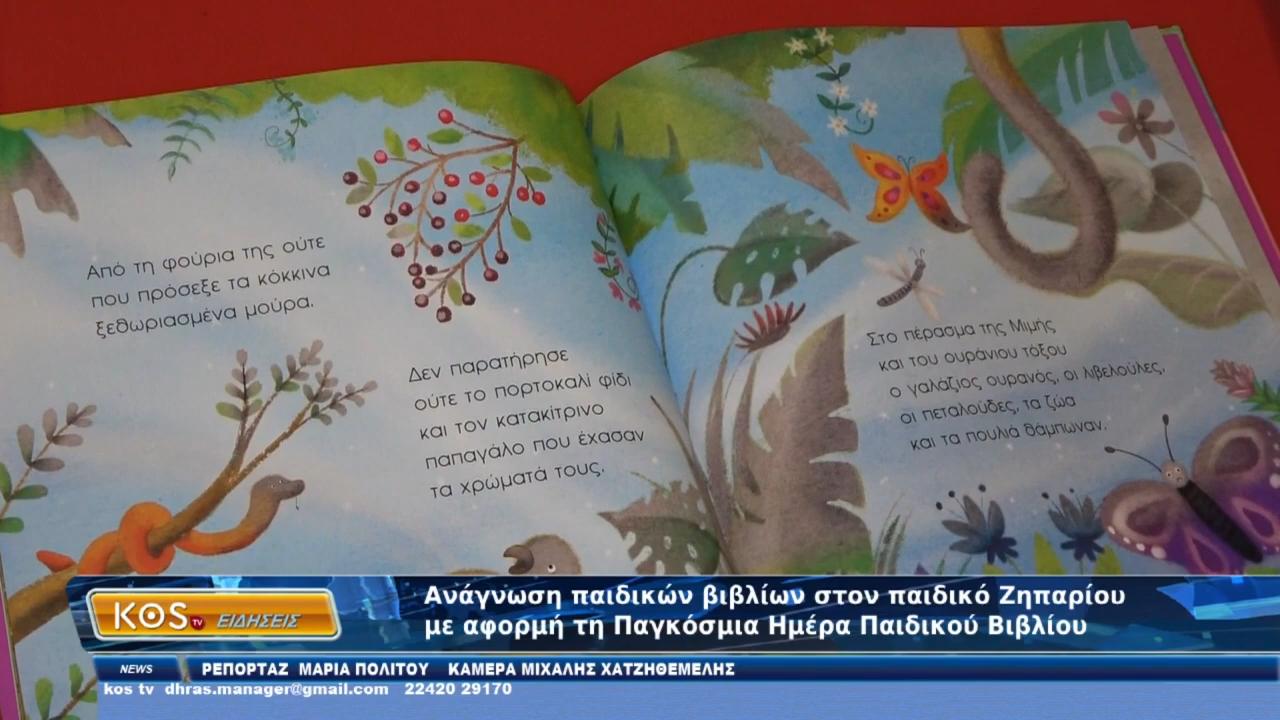 Από τη φούρια της ούτε
που πρόσεξε τα κόκκινα
ξεθωριασμένα μούρα.
Δεν παρατήρησε
ούτε το πορτοκαλί φίδι
και τον κατακίτρινο
παπαγάλο που έχασαν
τα χρώματά τους.
Στο πέρασμα της Μιμής
και του ουράνιου τόξου
ο γαλάζιος ουρανός, οι λιβελούλες,
οι πεταλούδες, τα ζώα
και τα πουλιά θάμπωναν.
KOS TV ΕΙΔΗΣΕΙΣ
Ανάγνωση παιδικών βιβλίων στον παιδικό Ζηπαρίου
με αφορμή τη Παγκόσμια Ημέρα Παιδικού Βιβλίου
NEWS ΡΕΠΟΡΤΑΖ ΜΑΡΙΑ ΠΟΛΙΤΟΥ ΚΑΜΕΡΑ ΜΙΧΑΛΗΣ ΧΑΤΖΗΘΕΜΕΛΗΣ
kos tv dhras.manager@gmail.com 22420 29170